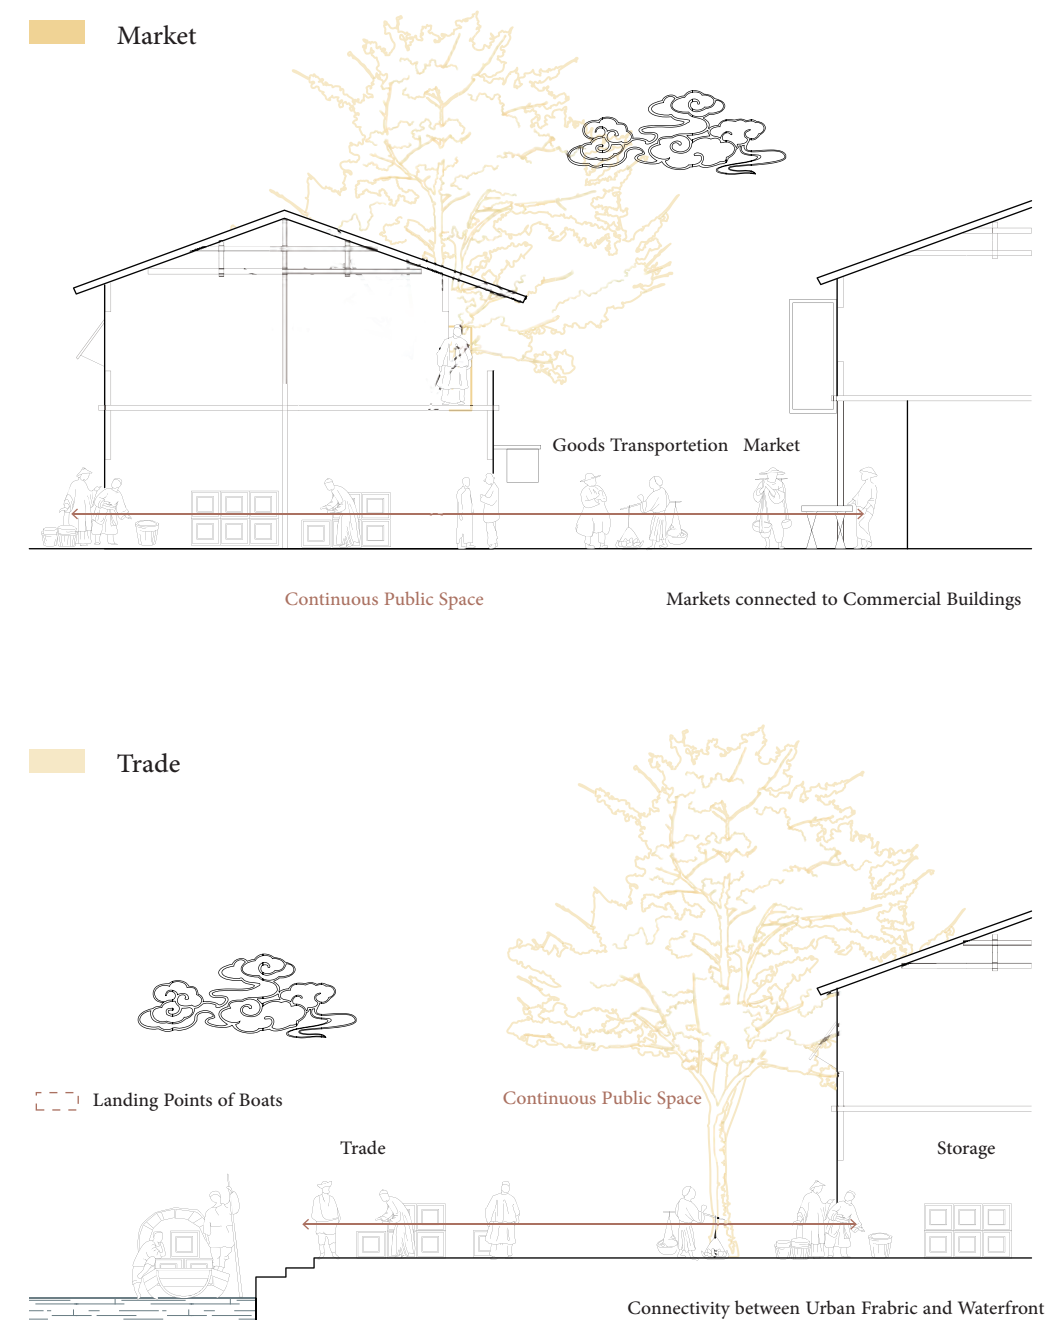 Market
Goods Transportetion Market
Continuous Public Space
Markets connected to Commercial Buildings
Trade
Landing Points of Boats
Continuous Public Space
Trade
Storage
Connectivity between Urban Frabric and Waterfront